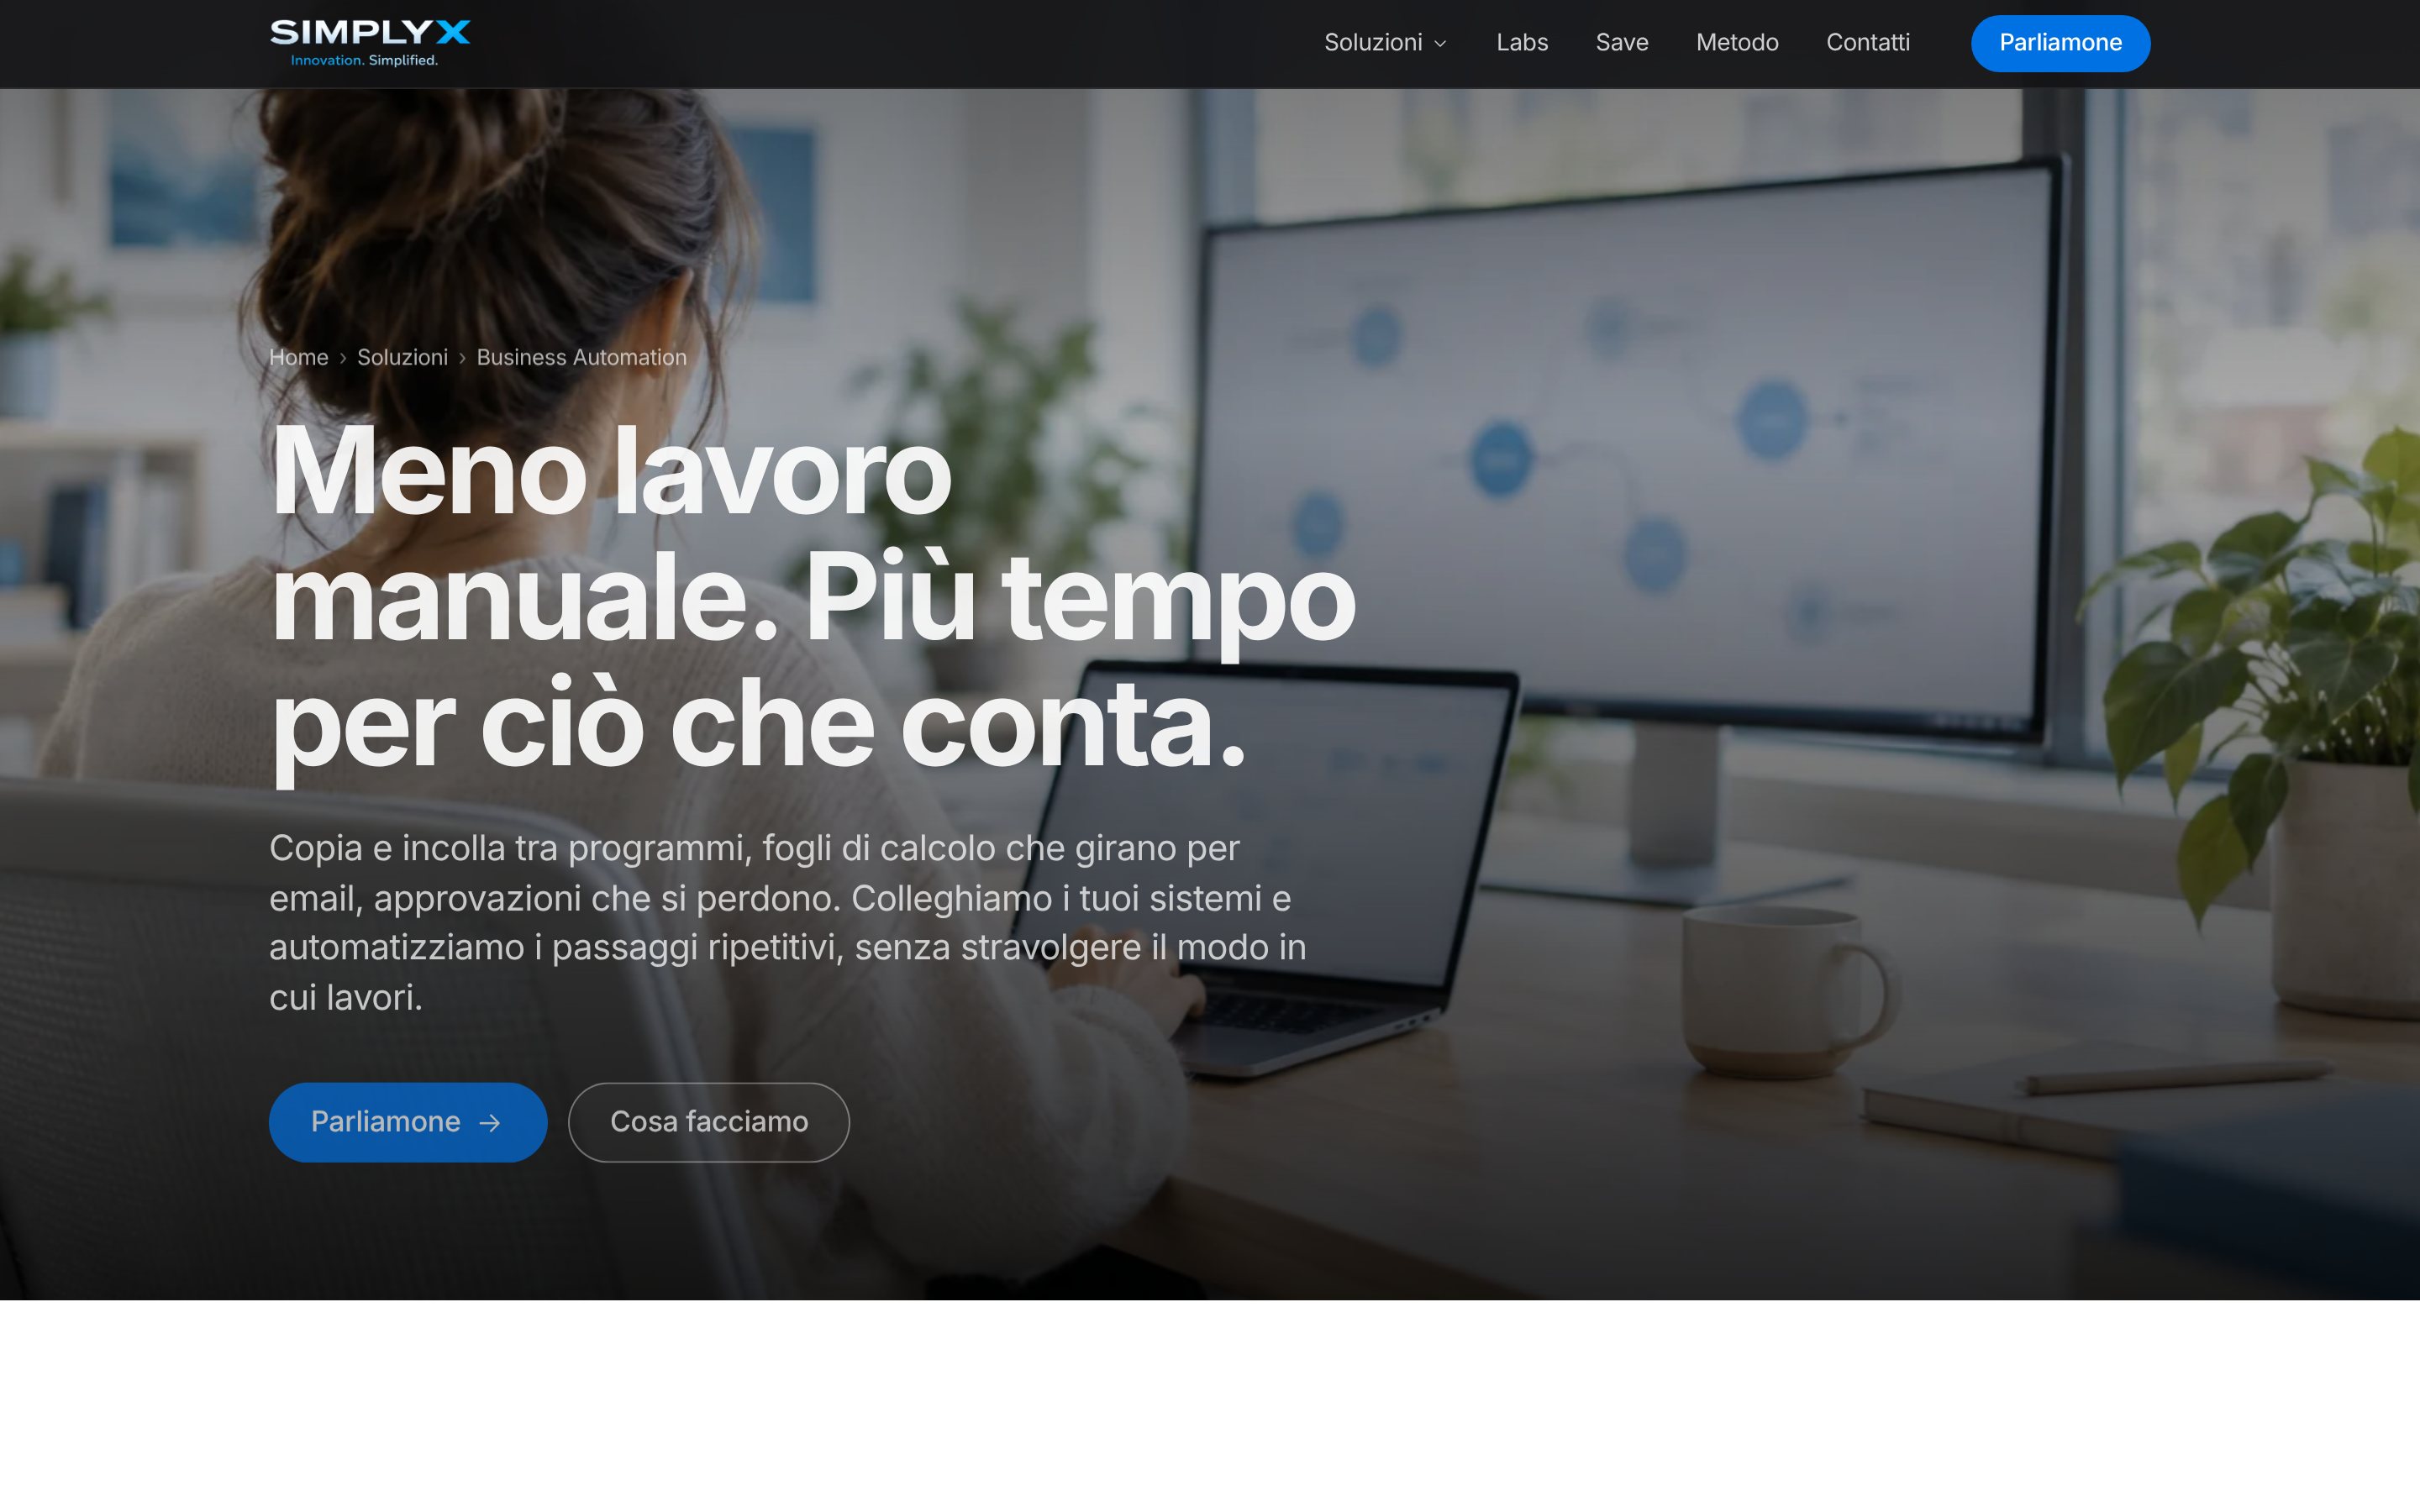 SIMPLYX
Innovation. Simplified.
Soluzioni
Labs
Save
Metodo
Contatti
Parliamone
Home › Soluzioni › Business Automation
Meno lavoro
manuale. Più tempo
per ciò che conta.
Copia e incolla tra programmi, fogli di calcolo che girano per
email, approvazioni che si perdono. Colleghiamo i tuoi sistemi e
automatizziamo i passaggi ripetitivi, senza stravolgere il modo in
cui lavori.
Parliamone →
Cosa facciamo